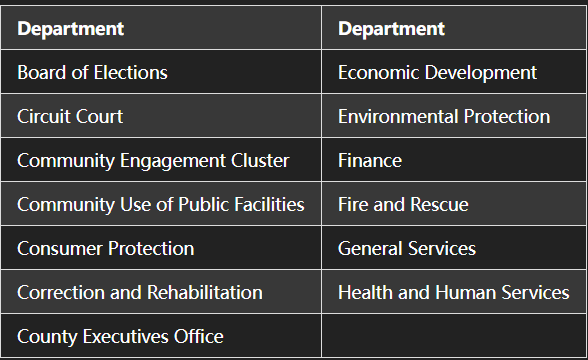 Department Department
Board of Elections Economic Development
Circuit Court Environmental Protection
Community Engagement Cluster Finance
Community Use of Public Facilities Fire and Rescue
Consumer Protection General Services
Correction and Rehabilitation Health and Human Services
County Executives Office